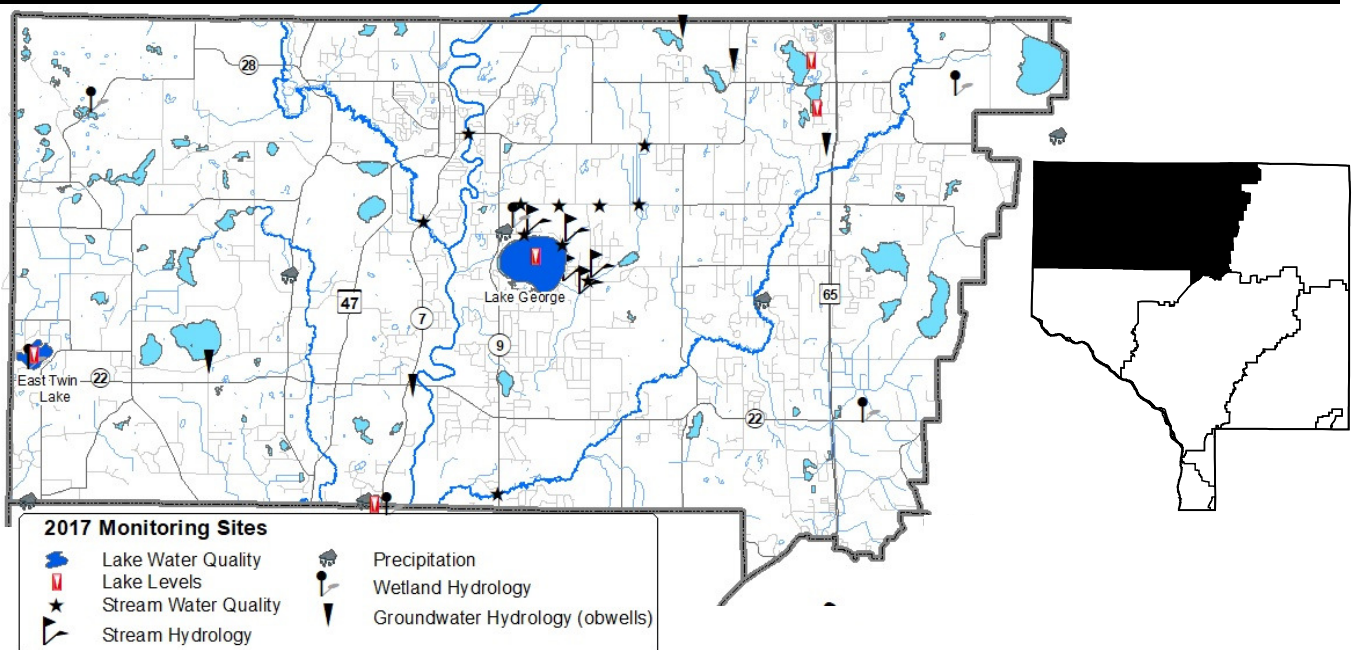 28
47
7
Lake George
65
9
East Twin
Lake
22
22
2017 Monitoring Sites
Lake Water Quality
Lake Levels
Stream Water Quality
Stream Hydrology
Precipitation
Wetland Hydrology
Groundwater Hydrology (obwells)